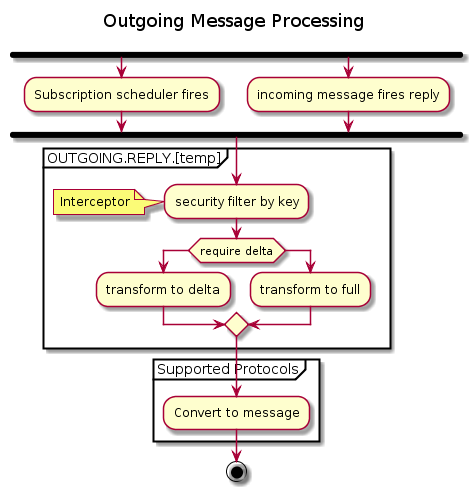 Outgoing Message Processing
Subscription scheduler fires
incoming message fires reply
OUTGOING.REPLY.[temp]
Interceptor
security filter by key
require delta
transform to delta
transform to full
Supported Protocols
Convert to message